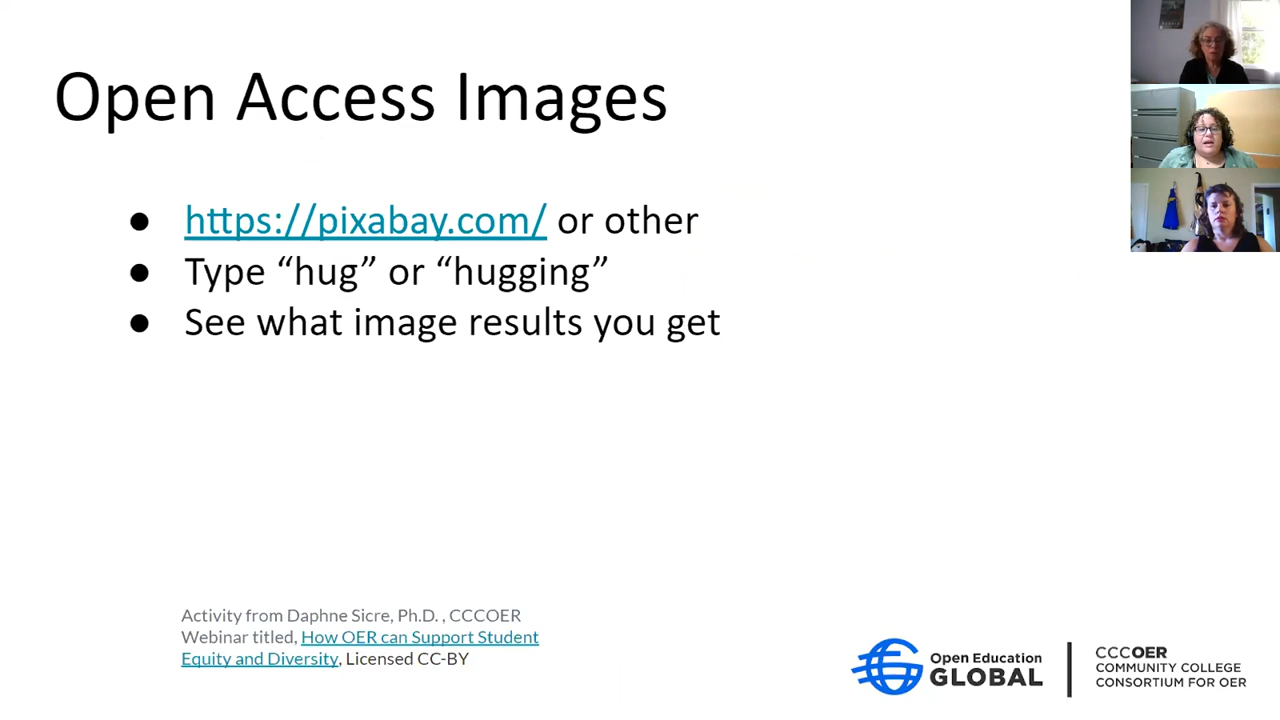 Open Access Images
● https://pixabay.com/ or other
● Type “hug” or “hugging”
● See what image results you get
Activity from Daphne Sicre, Ph.D. , CCCOER
Webinar titled, How OER can Support Student
Equity and Diversity, Licensed CC-BY
Open Education
GLOBAL
CCCOER
COMMUNITY COLLEGE
CONSORTIUM FOR OER